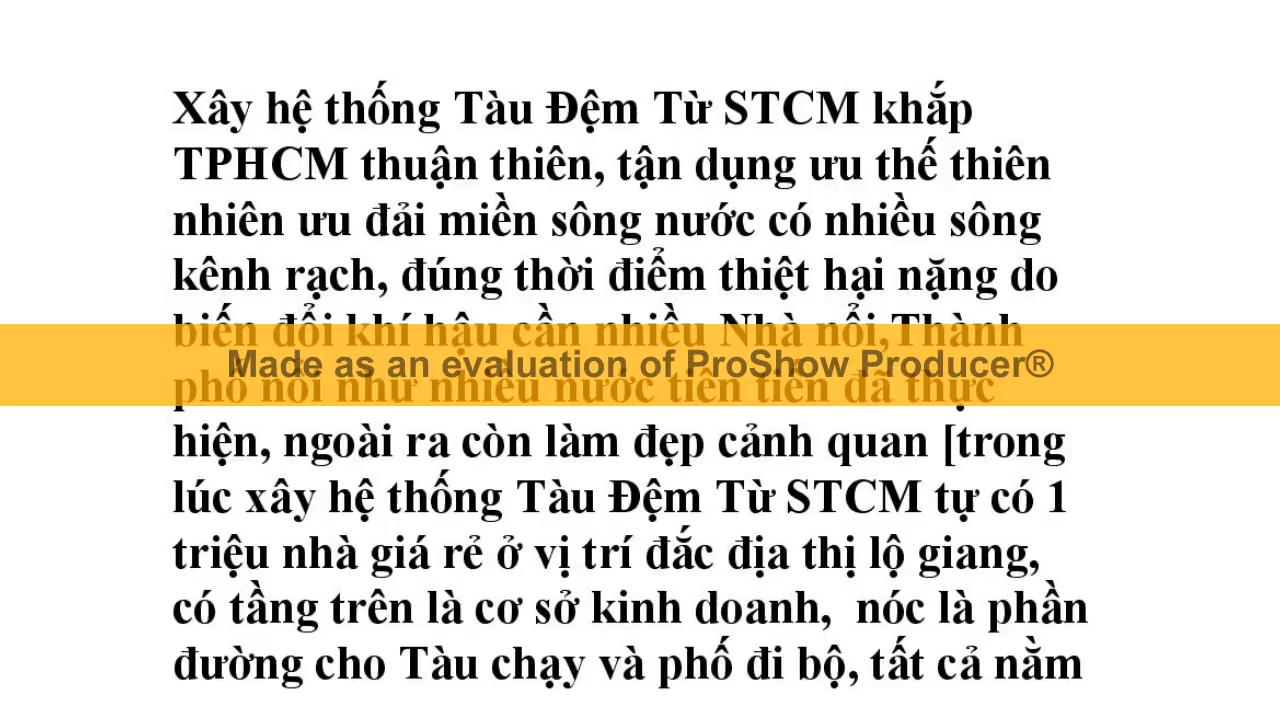 Xây hệ thống Tàu Đệm Từ STCM khắp
TPHCM thuận thiên, tận dụng ưu thế thiên
nhiên ưu đải miền sông nước có nhiều sông
kênh rạch, đúng thời điểm thiệt hại nặng do
biến đổi khí hậu cần nhiều Nhà nổi,Thành
Made as an evaluation of ProShow Producer®
phố nổi như nhiều nước tiên tiến đã thực
hiện, ngoài ra còn làm đẹp cảnh quan [trong
lúc xây hệ thống Tàu Đệm Từ STCM tự có 1
triệu nhà giá rẻ ở vị trí đắc địa thị lộ giang,
có tầng trên là cơ sở kinh doanh,  nóc là phần
đường cho Tàu chạy và phố đi bộ, tất cả nằm